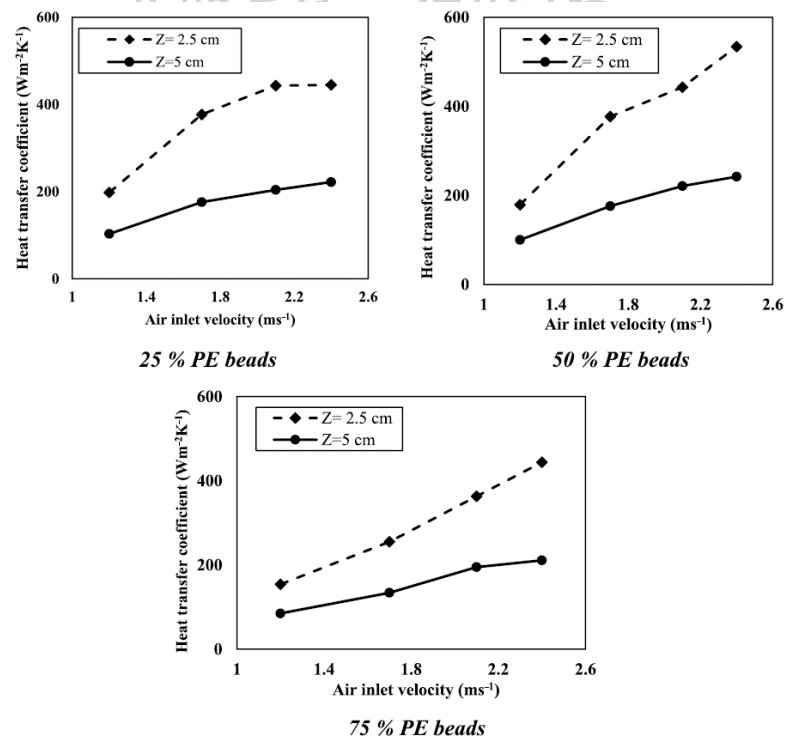 600
400
200
0
1
1.4
1.8
2.2
2.6
Heat transfer coefficient (Wm⁻²K⁻¹)
Air inlet velocity (ms⁻¹)
Z= 2.5 cm
Z=5 cm
25 % PE beads
600
400
200
0
1
1.4
1.8
2.2
2.6
Heat transfer coefficient (Wm⁻²K⁻¹)
Air inlet velocity (ms⁻¹)
Z= 2.5 cm
Z= 5 cm
50 % PE beads
600
400
200
0
1
1.4
1.8
2.2
2.6
Heat transfer coefficient (Wm⁻²K⁻¹)
Air inlet velocity (ms⁻¹)
Z= 2.5 cm
Z=5 cm
75 % PE beads